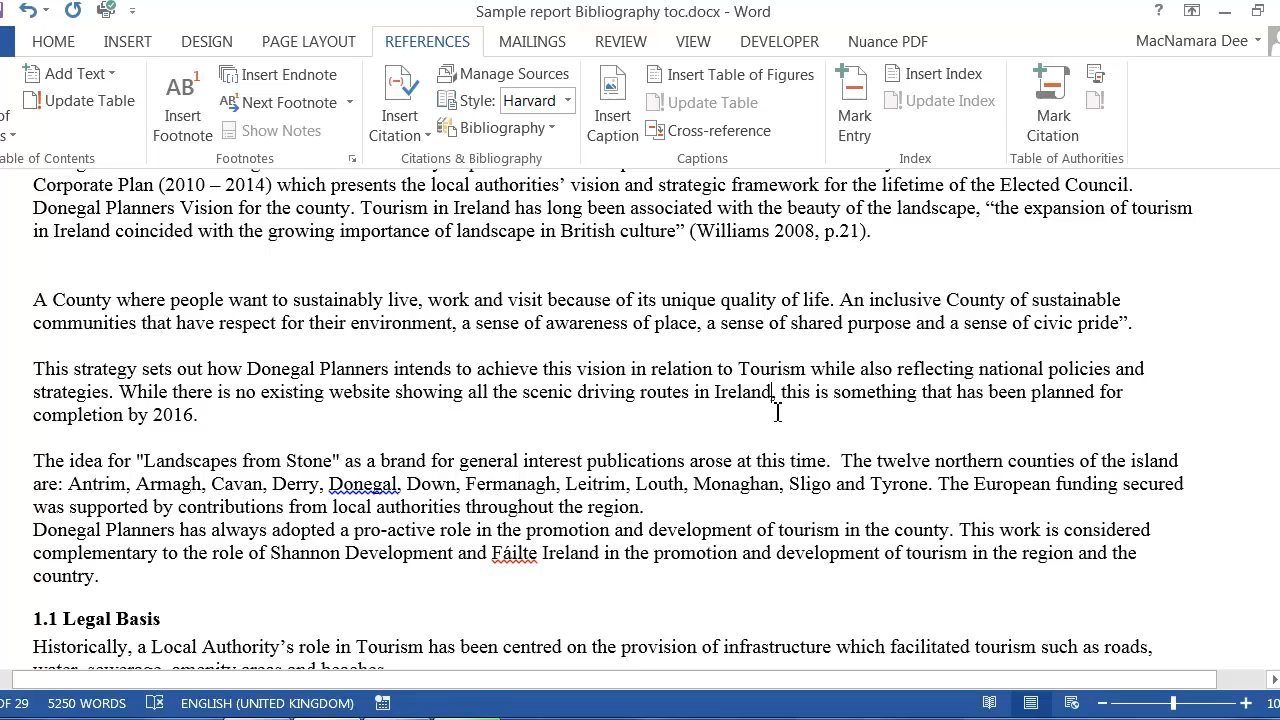 Sample report Bibliography toc.docx - Word
?
HOME INSERT DESIGN PAGE LAYOUT REFERENCES MAILINGS REVIEW VIEW DEVELOPER Nuance PDF MacNamara Dee
Add Text
Update Table
of
s
able of Contents
AB1
Insert
Footnote
Insert Endnote
Next Footnote
Show Notes
Footnotes
Insert
Citation
Manage Sources
Style: Harvard
Bibliography
Citations & Bibliography
Insert
Caption
Insert Table of Figures
Update Table
Cross-reference
Captions
Mark
Entry
Insert Index
Update Index
Index
Mark
Citation
Table of Authorities
Corporate Plan (2010 – 2014) which presents the local authorities’ vision and strategic framework for the lifetime of the Elected Council.
Donegal Planners Vision for the county. Tourism in Ireland has long been associated with the beauty of the landscape, “the expansion of tourism
in Ireland coincided with the growing importance of landscape in British culture” (Williams 2008, p.21).
A County where people want to sustainably live, work and visit because of its unique quality of life. An inclusive County of sustainable
communities that have respect for their environment, a sense of awareness of place, a sense of shared purpose and a sense of civic pride”.
This strategy sets out how Donegal Planners intends to achieve this vision in relation to Tourism while also reflecting national policies and
strategies. While there is no existing website showing all the scenic driving routes in Ireland, this is something that has been planned for
completion by 2016.
The idea for "Landscapes from Stone" as a brand for general interest publications arose at this time.  The twelve northern counties of the island
are: Antrim, Armagh, Cavan, Derry, Donegal, Down, Fermanagh, Leitrim, Louth, Monaghan, Sligo and Tyrone. The European funding secured
was supported by contributions from local authorities throughout the region.
Donegal Planners has always adopted a pro-active role in the promotion and development of tourism in the county. This work is considered
complementary to the role of Shannon Development and Fáilte Ireland in the promotion and development of tourism in the region and the
country.
1.1 Legal Basis
Historically, a Local Authority’s role in Tourism has been centred on the provision of infrastructure which facilitated tourism such as roads,
water, sewerage, amenity areas and beaches.
OF 29 5250 WORDS ENGLISH (UNITED KINGDOM) 10